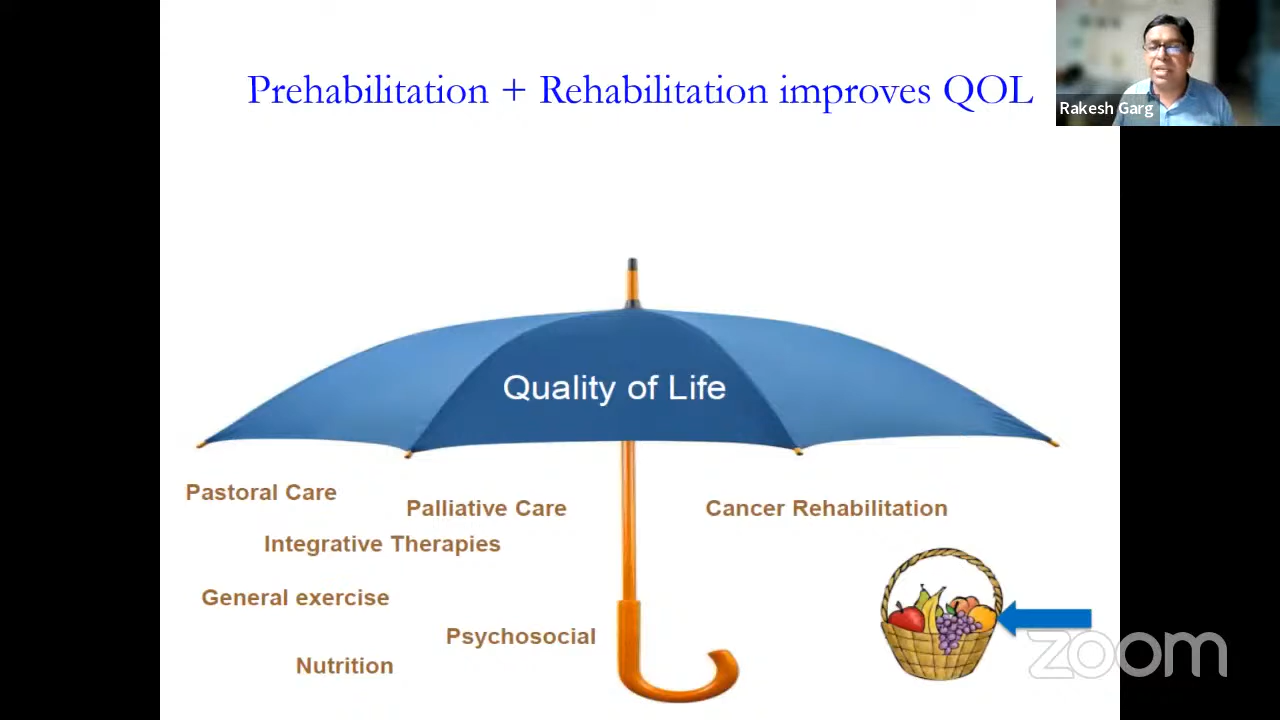 Prehabilitation + Rehabilitation improves QOL
Rakesh Garg
Quality of Life
Pastoral Care
Palliative Care
Cancer Rehabilitation
Integrative Therapies
General exercise
Psychosocial
Nutrition
zoom